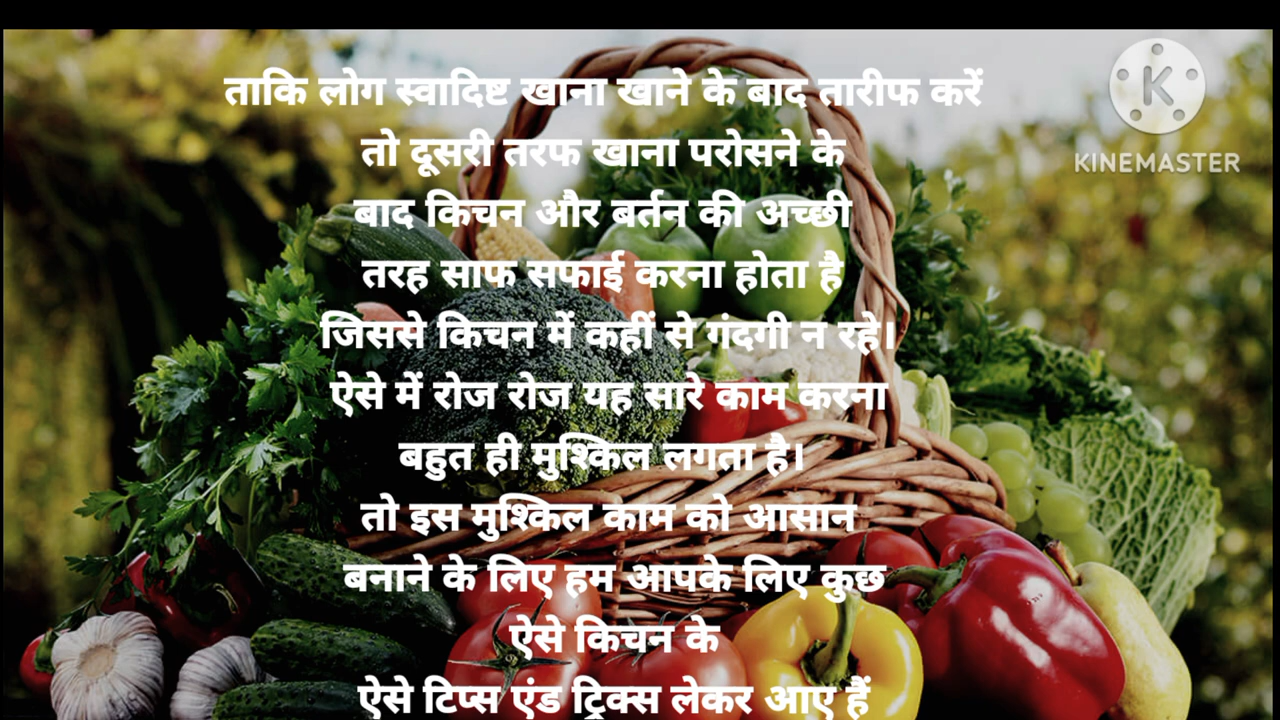 ताकि लोग स्वादिष्ट खाना खाने के बाद तारीफ करें
तो दूसरी तरफ खाना परोसने के
बाद किचन और बर्तन की अच्छी
तरह साफ सफाई करना होता है
जिससे किचन में कहीं से गंदगी न रहे।
ऐसे में रोज रोज यह सारे काम करना
बहुत ही मुश्किल लगता है।
तो इस मुश्किल काम को आसान
बनाने के लिए हम आपके लिए कुछ
ऐसे किचन के
ऐसे टिप्स एंड ट्रिक्स लेकर आए हैं
K
KINEMASTER